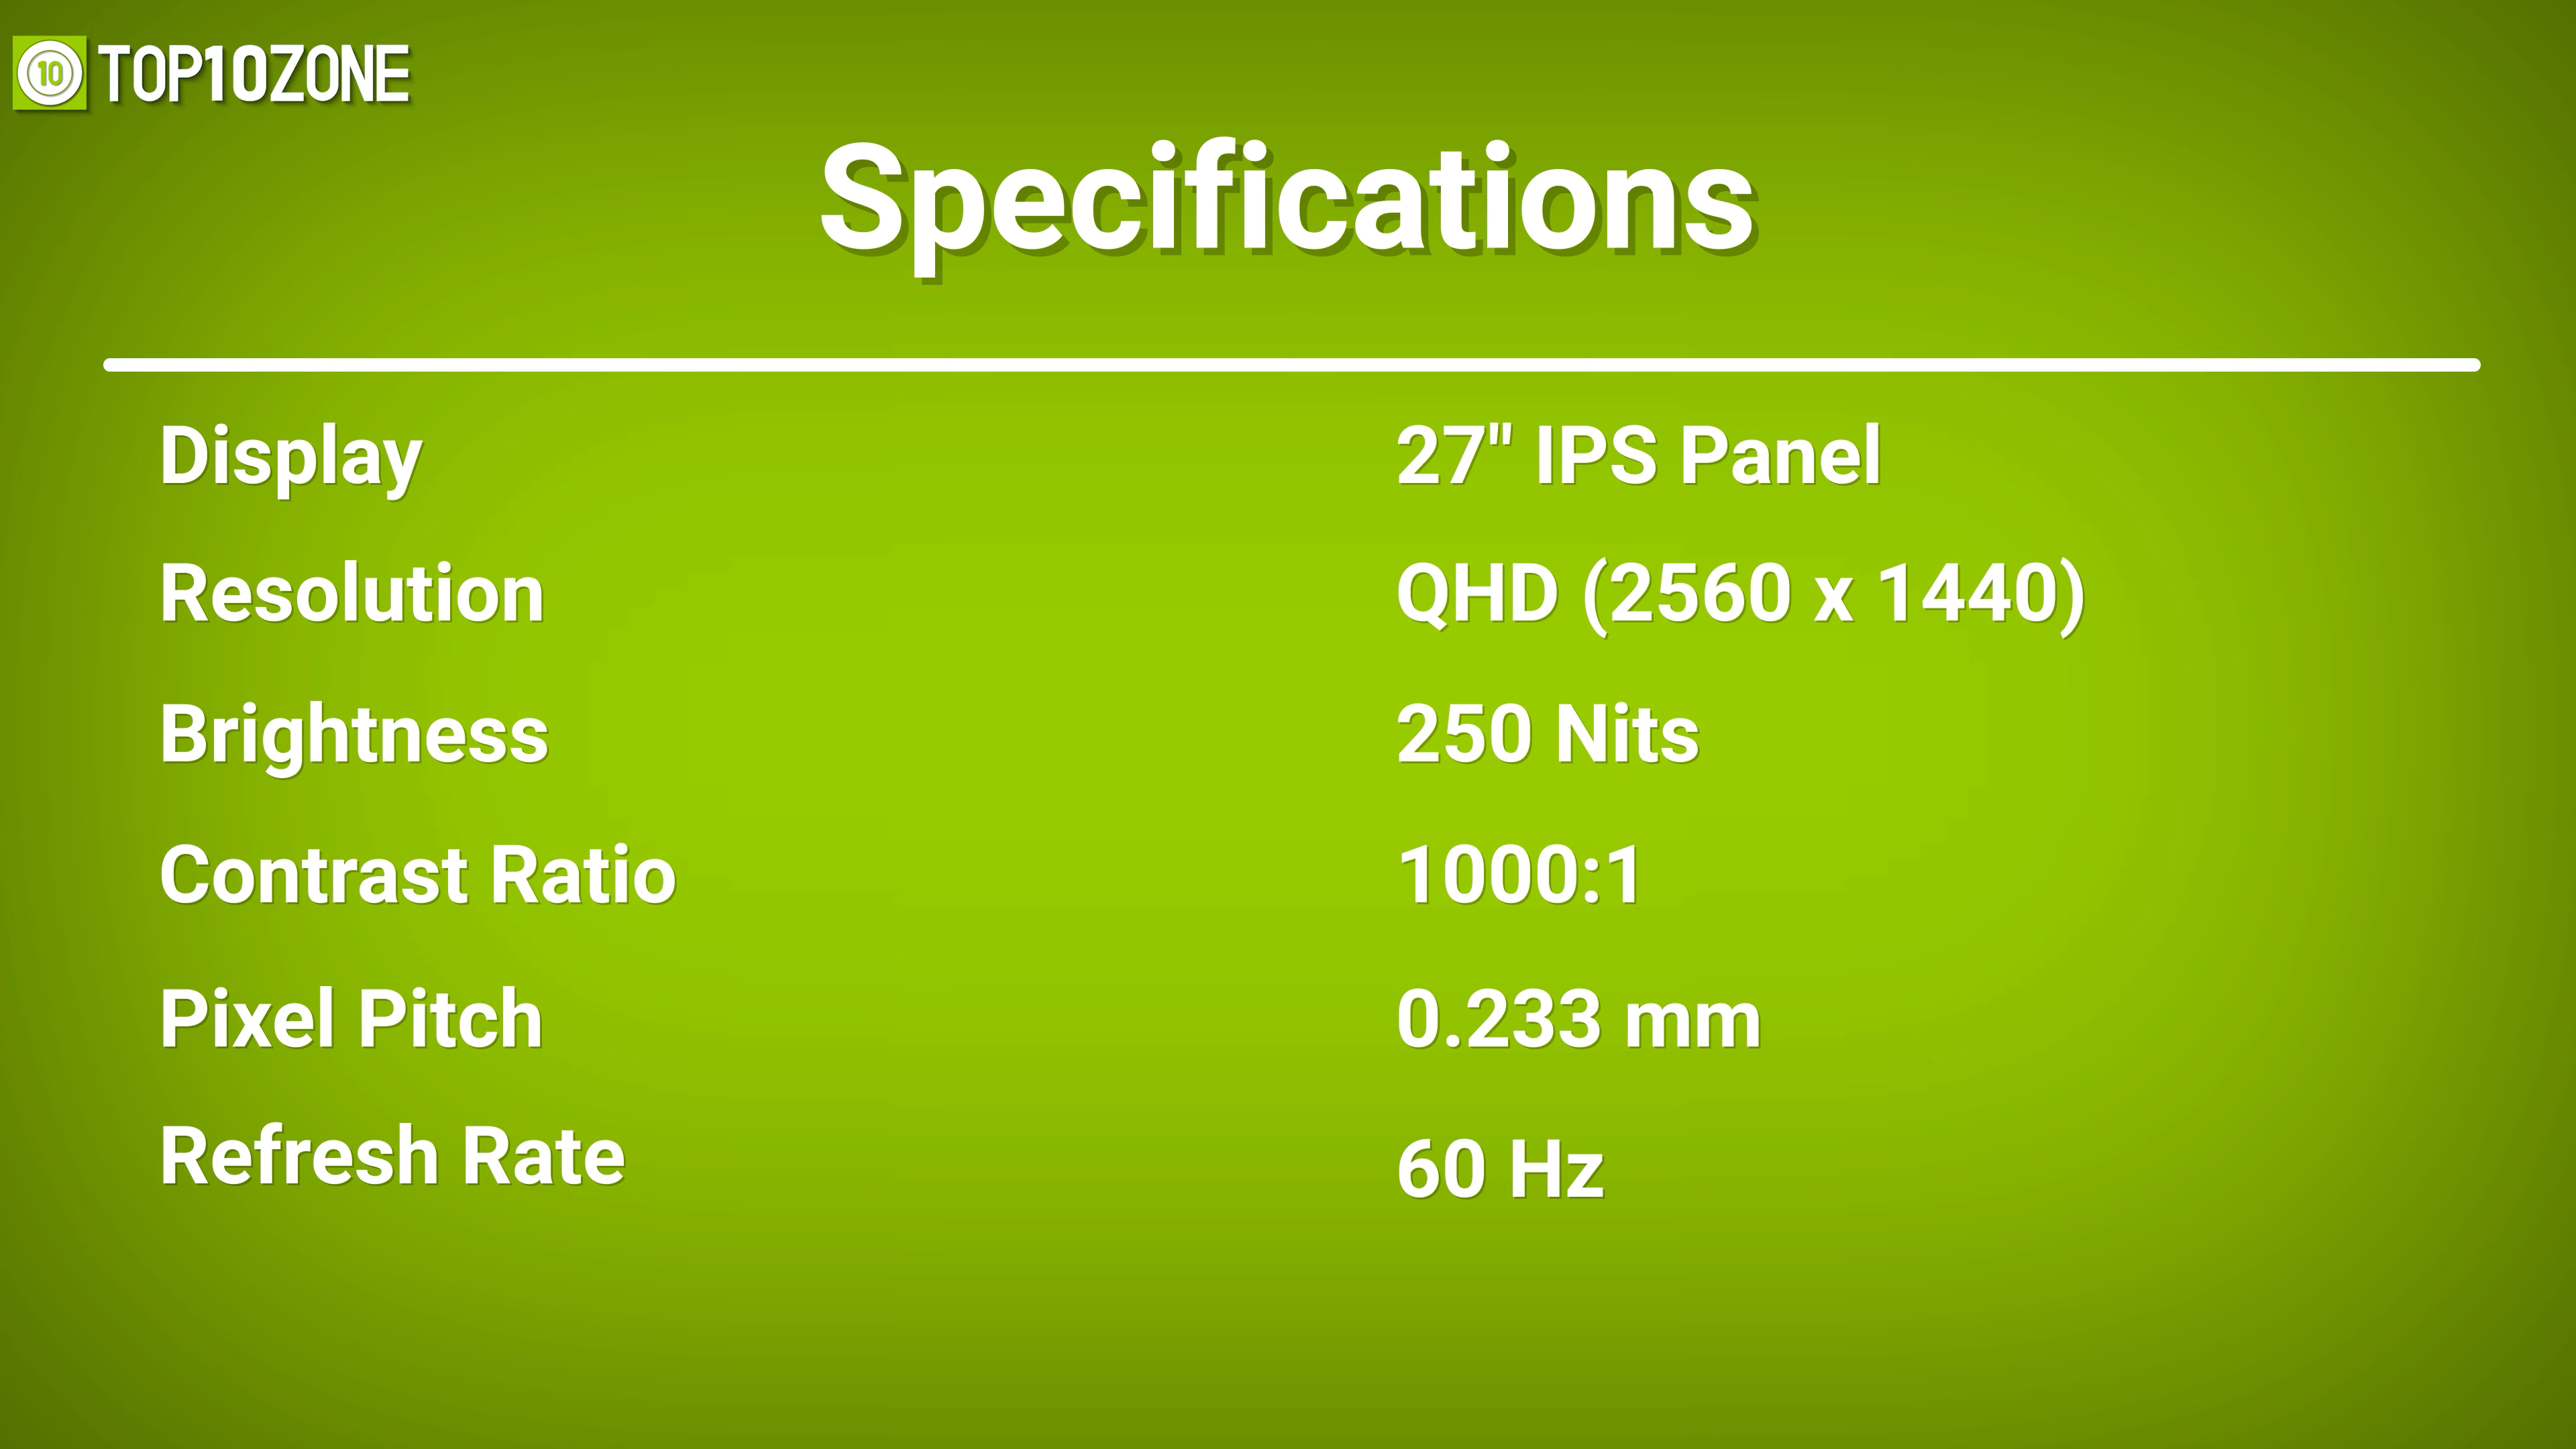 10 TOP10ZONE
Specifications
Display 27" IPS Panel
Resolution QHD (2560 x 1440)
Brightness 250 Nits
Contrast Ratio 1000:1
Pixel Pitch 0.233 mm
Refresh Rate 60 Hz